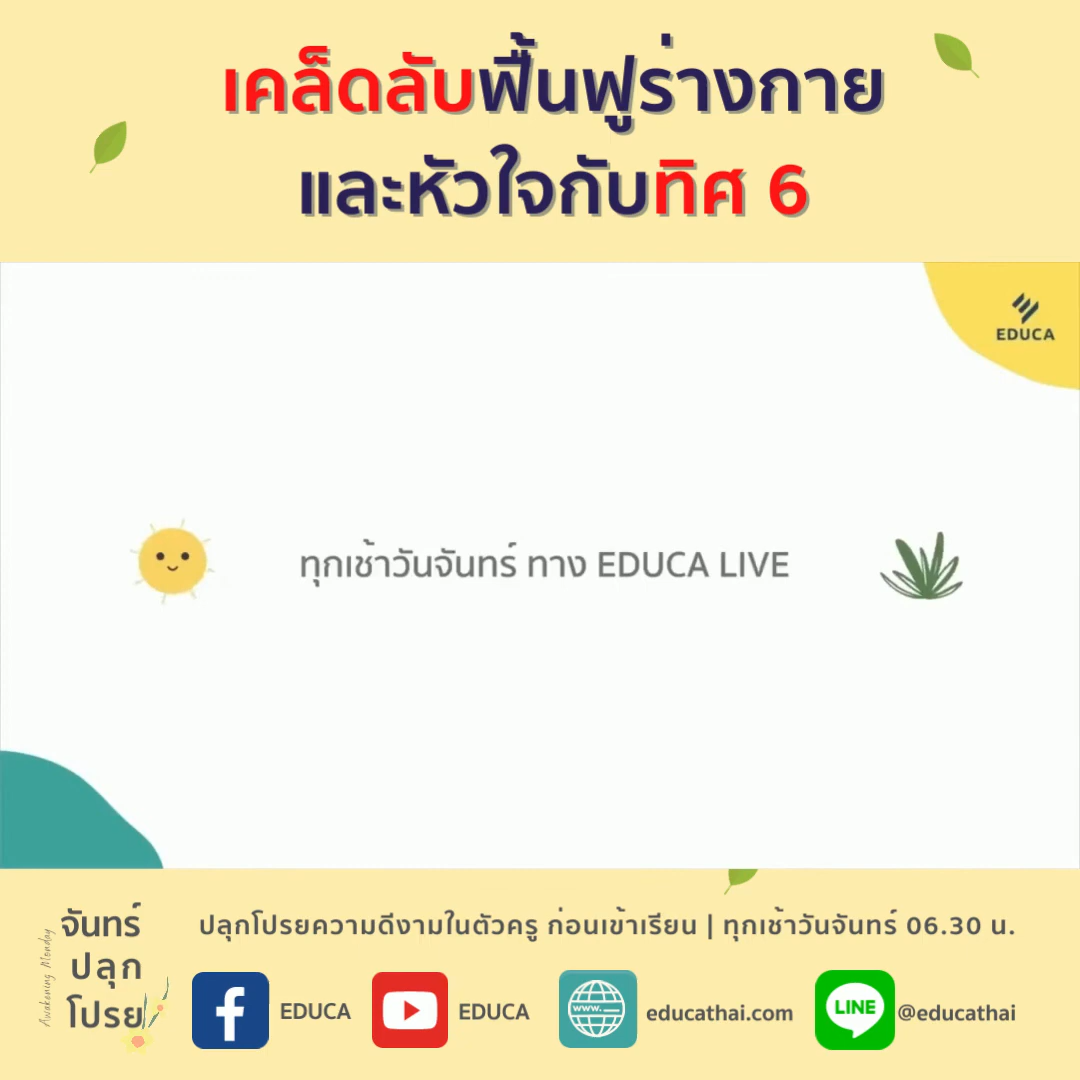 เคล็ดลับฟื้นฟูร่างกาย
และหัวใจกับทิศ 6
EDUCA
ทุกเช้าวันจันทร์ ทาง EDUCA LIVE
จันทร์
ปลุก
โปรย
Awakening Monday
ปลุกโปรยความดีงามในตัวครู ก่อนเข้าเรียน | ทุกเช้าวันจันทร์ 06.30 น.
EDUCA
EDUCA
www.
educathai.com
LINE
@educathai